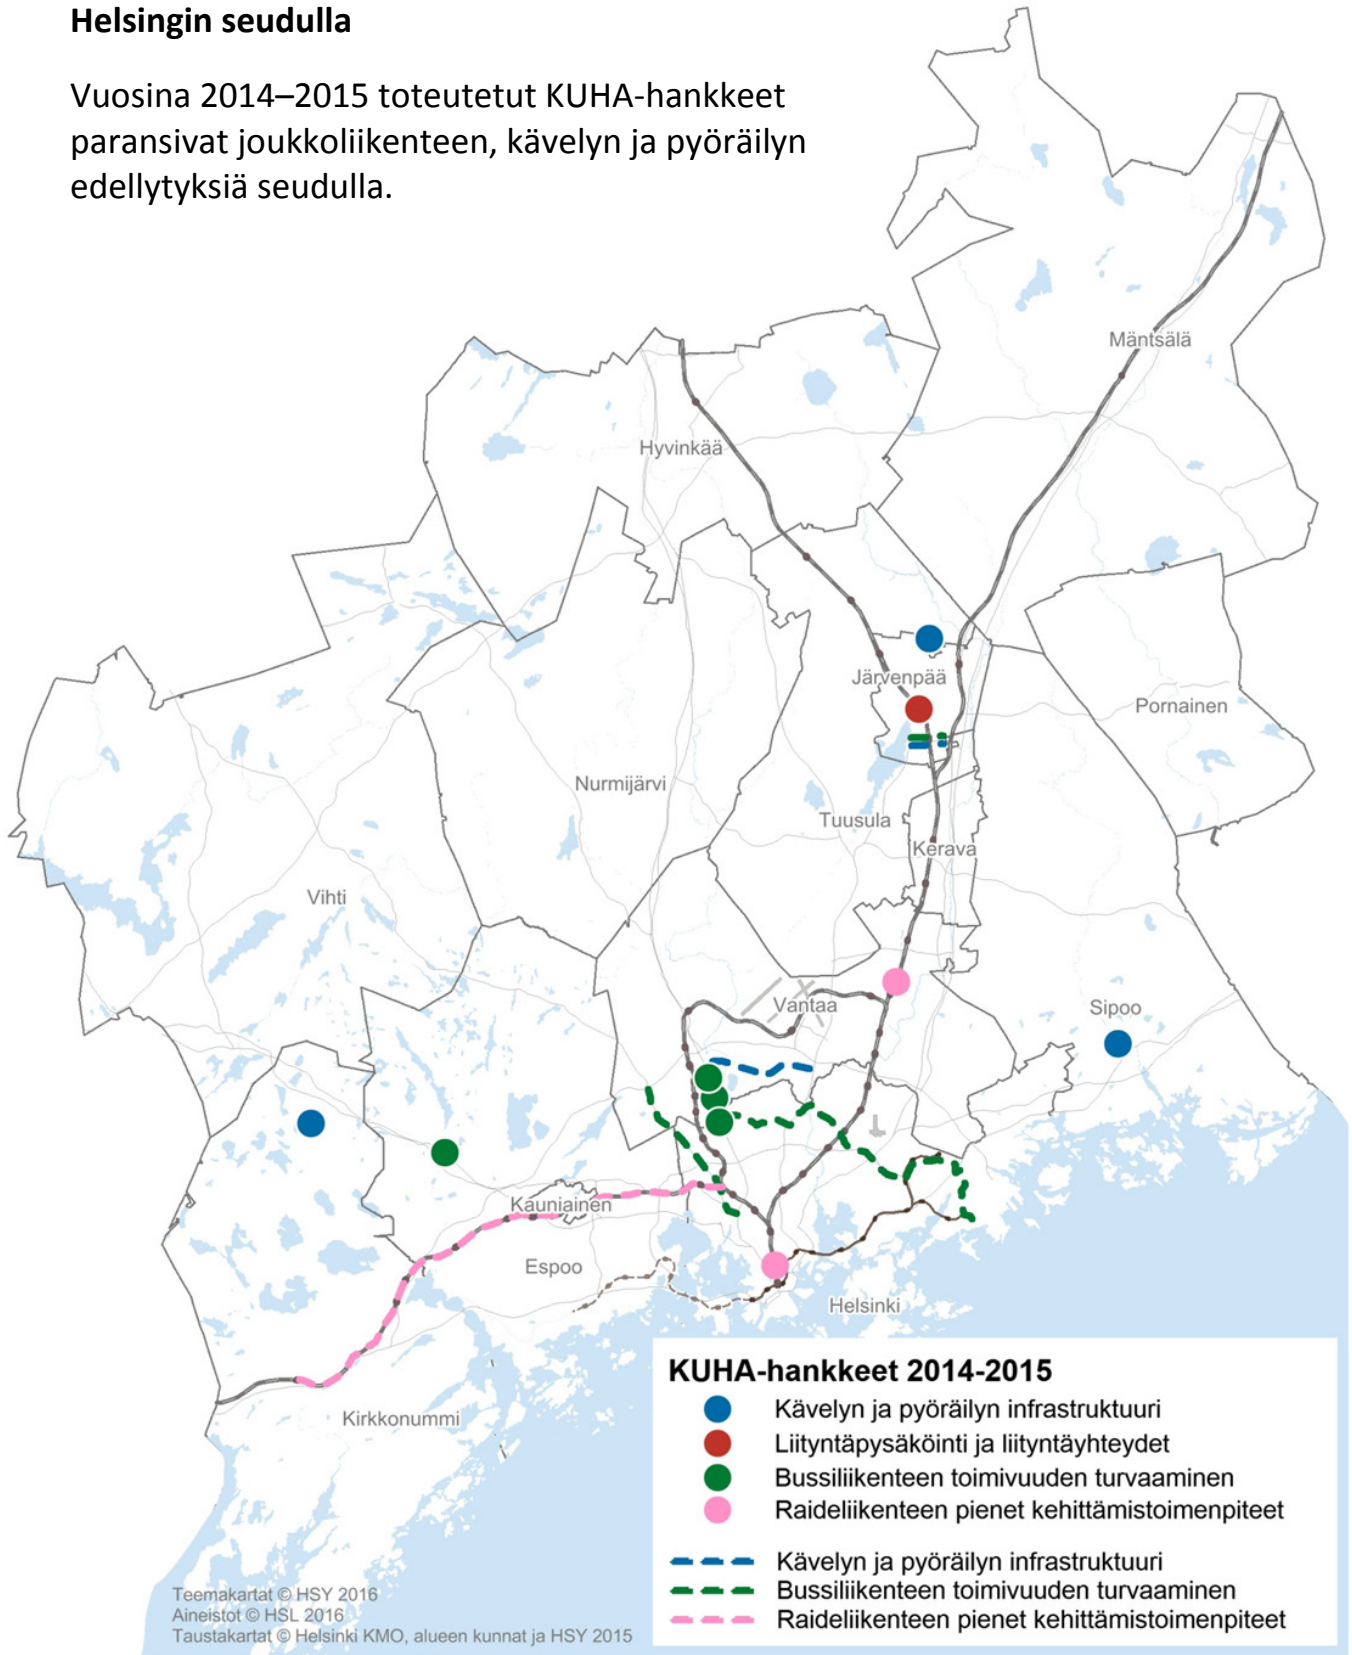 Helsingin seudulla
Vuosina 2014–2015 toteutetut KUHA-hankkeet
paransivat joukkoliikenteen, kävelyn ja pyöräilyn
edellytyksiä seudulla.
Mäntsälä
Hyvinkää
Järvenpää
Pornainen
Nurmijärvi
Tuusula
Kerava
Vihti
Vantaa
Sipoo
Kauniainen
Espoo
Helsinki
Kirkkonummi
KUHA-hankkeet 2014-2015
Kävelyn ja pyöräilyn infrastruktuuri
Liityntäpysäköinti ja liityntäyhteydet
Bussiliikenteen toimivuuden turvaaminen
Raideliikenteen pienet kehittämistoimenpiteet
Kävelyn ja pyöräilyn infrastruktuuri
Bussiliikenteen toimivuuden turvaaminen
Raideliikenteen pienet kehittämistoimenpiteet
Teemakartat © HSY 2016
Aineistot © HSL 2016
Taustakartat © Helsinki KMO, alueen kunnat ja HSY 2015